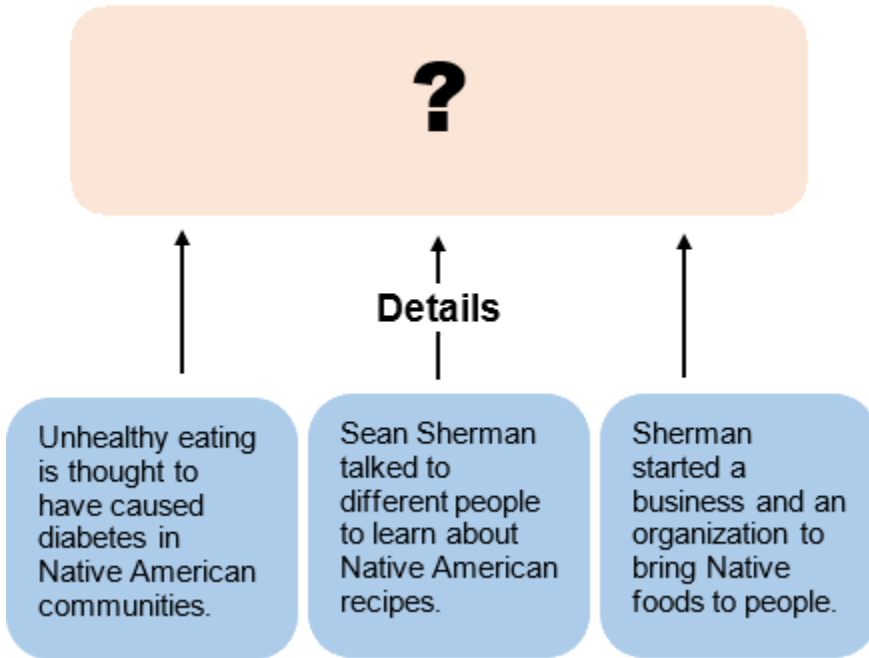 ?
Details
Unhealthy eating
is thought to
have caused
diabetes in
Native American
communities.
Sean Sherman
talked to
different people
to learn about
Native American
recipes.
Sherman
started a
business and an
organization to
bring Native
foods to people.